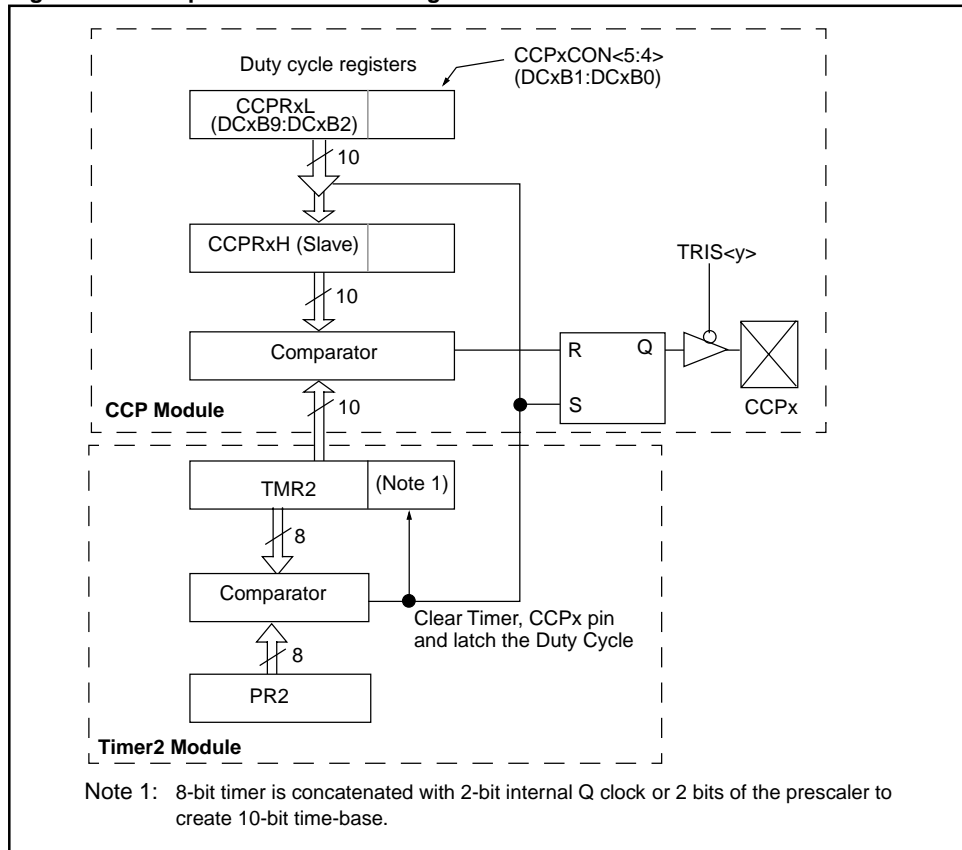 Duty cycle registers
CCPxCON<5:4>
(DCxB1:DCxB0)
CCPRxL
(DCxB9:DCxB2)
10
CCPRxH (Slave)
10
TRIS<y>
Comparator
R
Q
S
CCPx
10
CCP Module
TMR2
(Note 1)
8
Comparator
Clear Timer, CCPx pin
and latch the Duty Cycle
8
PR2
Timer2 Module
Note 1: 8-bit timer is concatenated with 2-bit internal Q clock or 2 bits of the prescaler to
create 10-bit time-base.